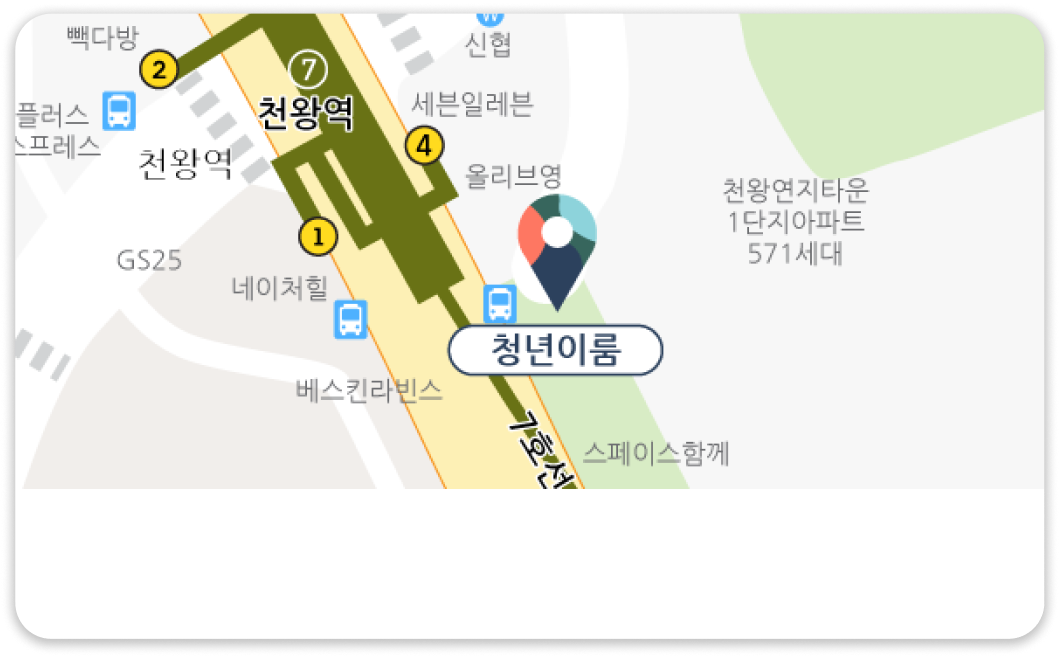 빽다방
신협
2
7
플러스
스프레스
천왕역
세븐일레븐
4
천왕역
올리브영
천왕연지타운
1단지아파트
571세대
1
GS25
네이처힐
청년이룸
베스킨라빈스
7호선
스페이스함께